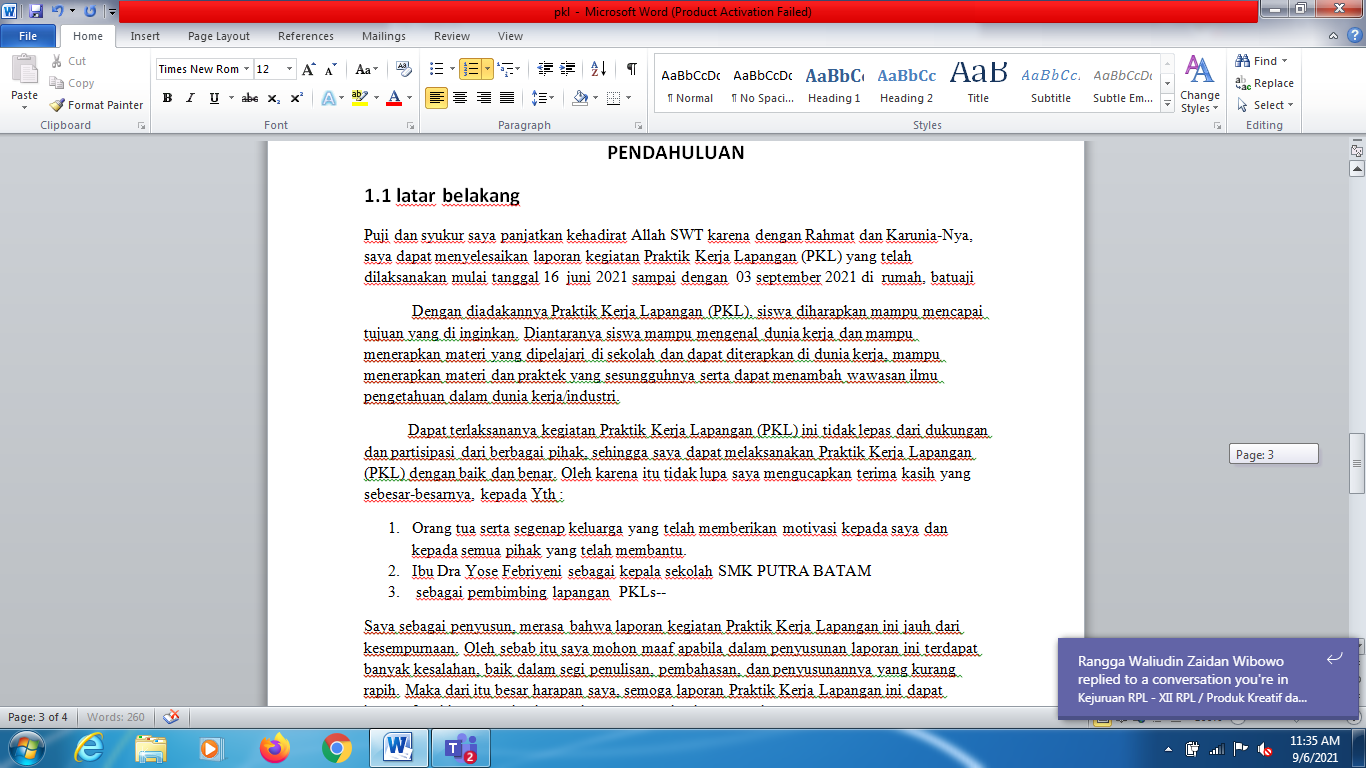 pkl - Microsoft Word (Product Activation Failed)
File Home Insert Page Layout References Mailings Review View
Paste
Cut
Copy
Format Painter
Clipboard
Times New Rom 12
Font
Paragraph
AaBbCcDc AaBbCcDc AaBbCc AaBbCc AaB AaBbCc. AaBbCcDc
¶ Normal ¶ No Spaci... Heading 1 Heading 2 Title Subtitle Subtle Em...
Change Styles
Styles
Find
Replace
Select
Editing
PENDAHULUAN
1.1 latar belakang
Puji dan syukur saya panjatkan kehadirat Allah SWT karena dengan Rahmat dan Karunia-Nya,
saya dapat menyelesaikan laporan kegiatan Praktik Kerja Lapangan (PKL) yang telah
dilaksanakan mulai tanggal 16 juni 2021 sampai dengan 03 september 2021 di rumah, batuaji
Dengan diadakannya Praktik Kerja Lapangan (PKL), siswa diharapkan mampu mencapai
tujuan yang di inginkan. Diantaranya siswa mampu mengenal dunia kerja dan mampu
menerapkan materi yang dipelajari di sekolah dan dapat diterapkan di dunia kerja, mampu
menerapkan materi dan praktek yang sesungguhnya serta dapat menambah wawasan ilmu
pengetahuan dalam dunia kerja/industri.
Dapat terlaksananya kegiatan Praktik Kerja Lapangan (PKL) ini tidak lepas dari dukungan
dan partisipasi dari berbagai pihak, sehingga saya dapat melaksanakan Praktik Kerja Lapangan
(PKL) dengan baik dan benar. Oleh karena itu tidak lupa saya mengucapkan terima kasih yang
sebesar-besarnya, kepada Yth :
1. Orang tua serta segenap keluarga yang telah memberikan motivasi kepada saya dan
kepada semua pihak yang telah membantu.
2. Ibu Dra Yose Febriyeni sebagai kepala sekolah SMK PUTRA BATAM
3. sebagai pembimbing lapangan PKLs--
Saya sebagai penyusun, merasa bahwa laporan kegiatan Praktik Kerja Lapangan ini jauh dari
kesempurnaan. Oleh sebab itu saya mohon maaf apabila dalam penyusunan laporan ini terdapat
banyak kesalahan, baik dalam segi penulisan, pembahasan, dan penyusunannya yang kurang
rapih. Maka dari itu besar harapan saya, semoga laporan Praktik Kerja Lapangan ini dapat
Page: 3
Rangga Waliudin Zaidan Wibowo
replied to a conversation you're in
Kejuruan RPL - XII RPL / Produk Kreatif da...
Page: 3 of 4 Words: 260
2
11:35 AM
9/6/2021